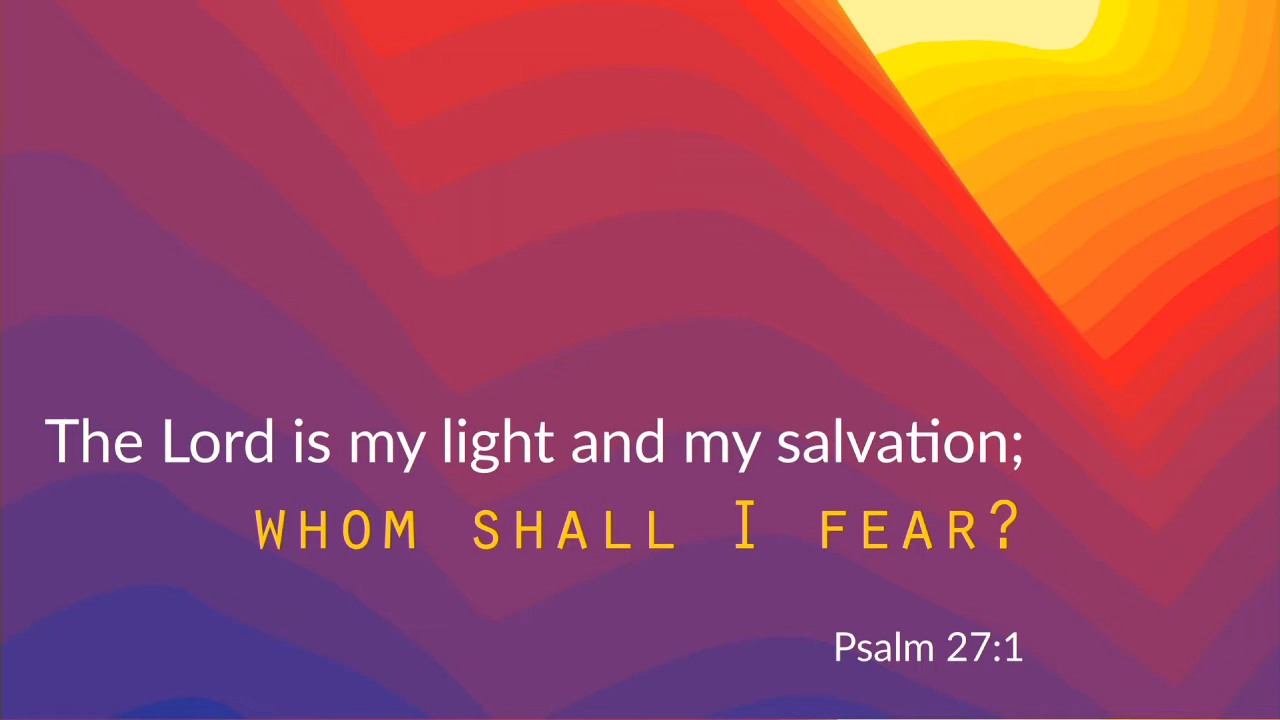 The Lord is my light and my salvation;
WHOM SHALL I FEAR?
Psalm 27:1